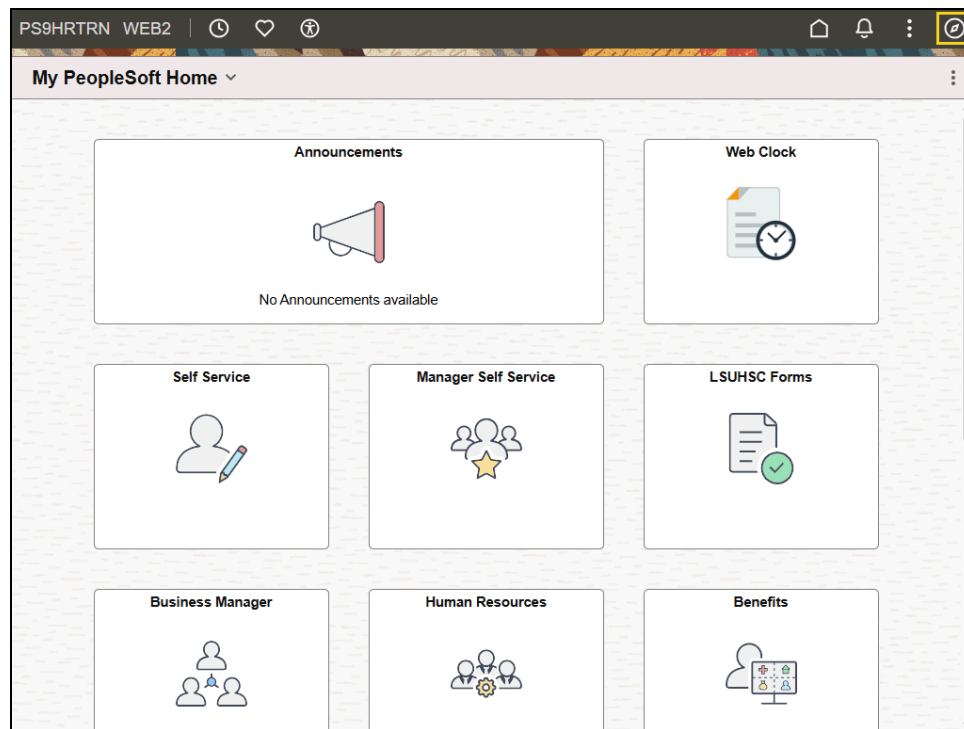 PS9HRTRN WEB2
My PeopleSoft Home
Announcements
No Announcements available
Web Clock
Self Service
Manager Self Service
LSUHSC Forms
Business Manager
Human Resources
Benefits